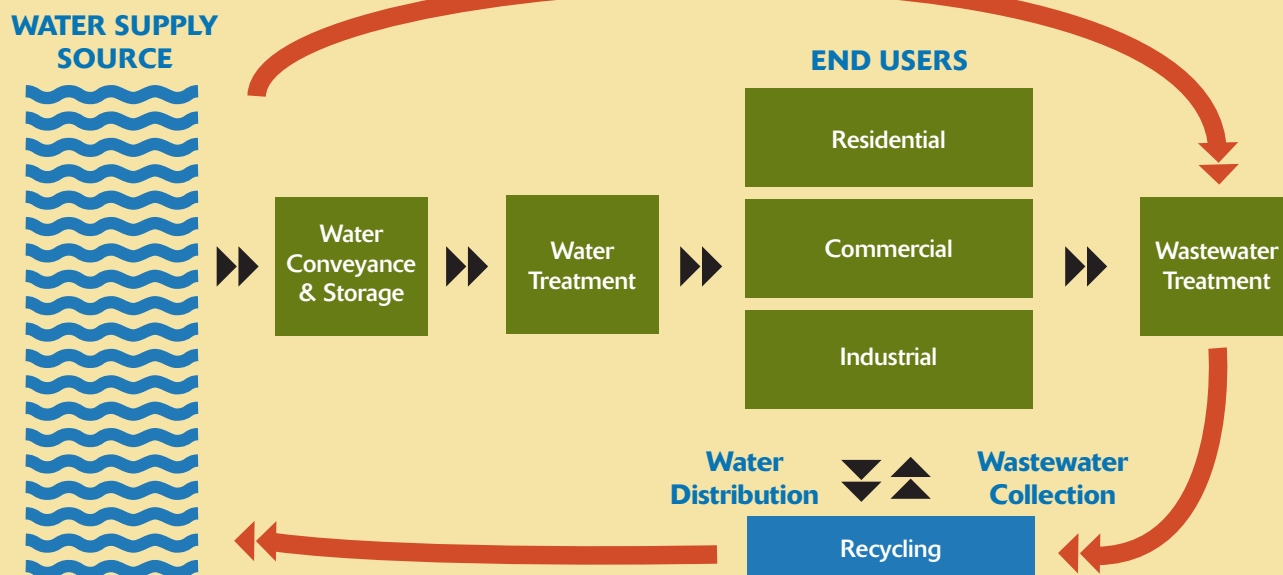 WATER SUPPLY
SOURCE
END USERS
Residential
Commercial
Industrial
Water
Conveyance
& Storage
Water
Treatment
Wastewater
Treatment
Water
Distribution
Wastewater
Collection
Recycling